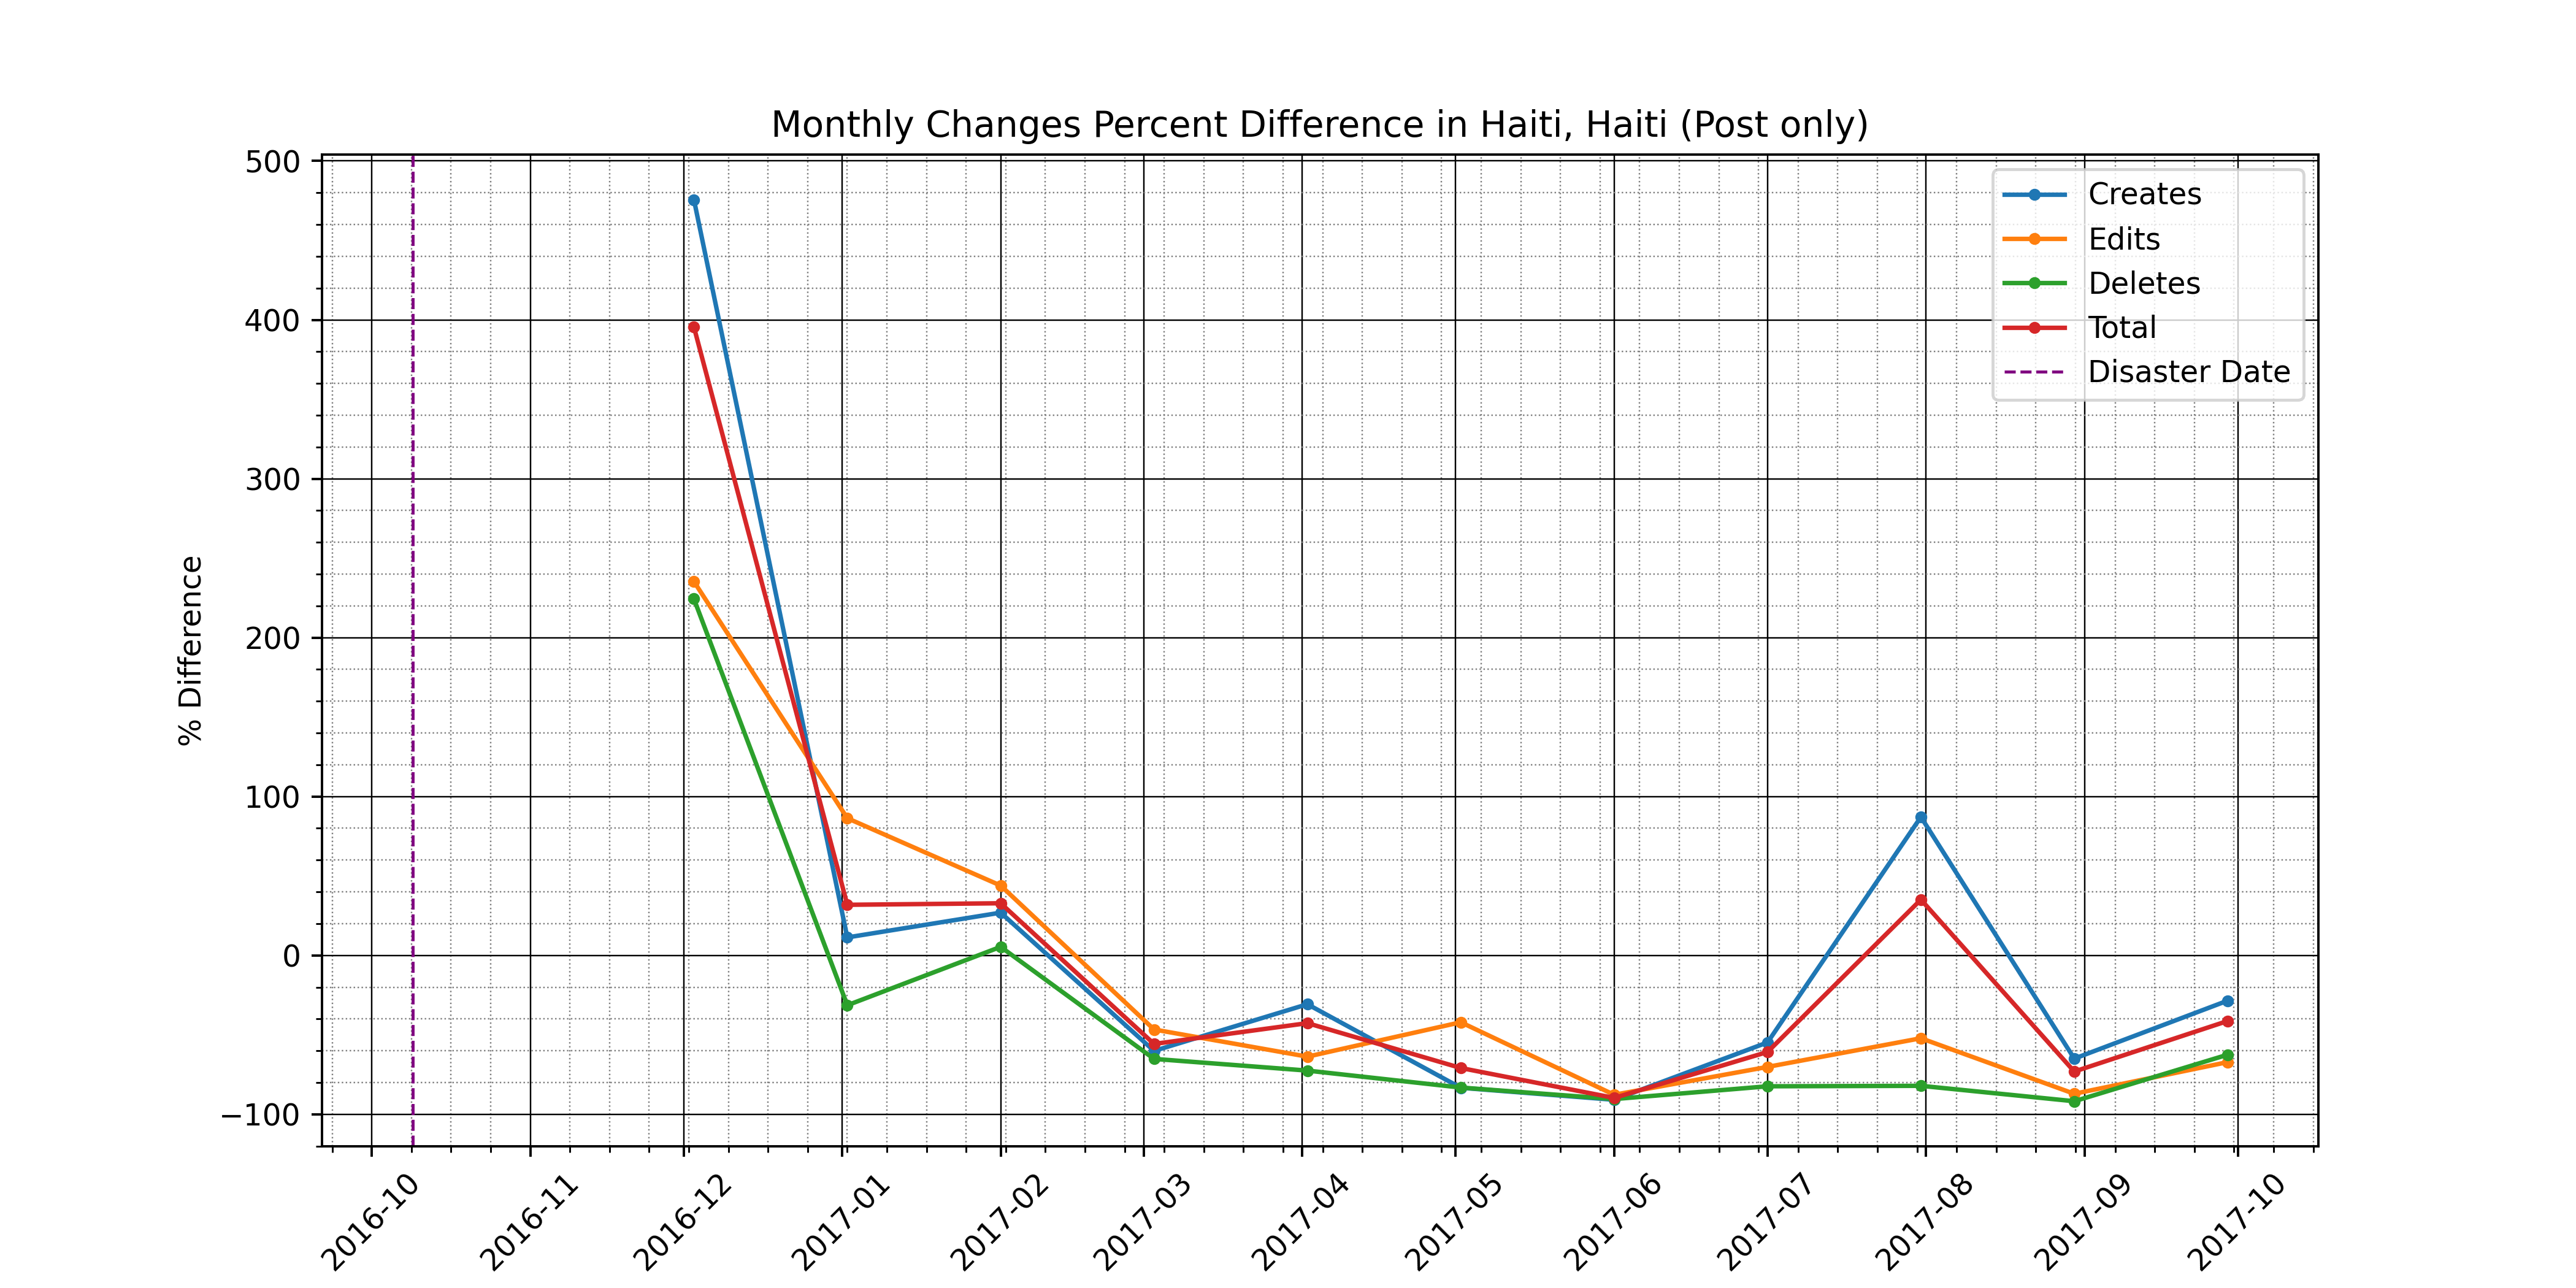 Monthly Changes Percent Difference in Haiti, Haiti (Post only)
500
400
300
200
100
0
−100
% Difference
Creates
Edits
Deletes
Total
Disaster Date
2016-10
2016-11
2016-12
2017-01
2017-02
2017-03
2017-04
2017-05
2017-06
2017-07
2017-08
2017-09
2017-10